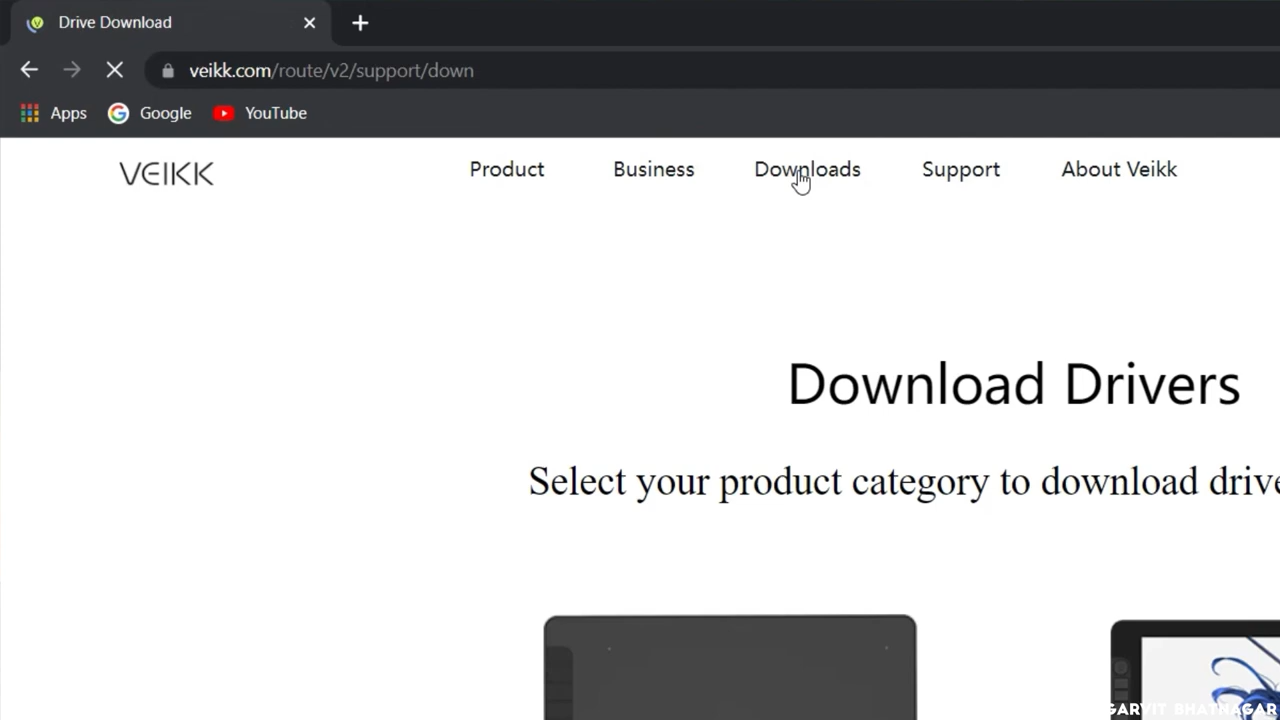 Drive Download
veikk.com/route/v2/support/down
Apps Google YouTube
VEIKK Product Business Downloads Support About Veikk
Download Drivers
Select your product category to download drive
GARVIT BHATNAGAR